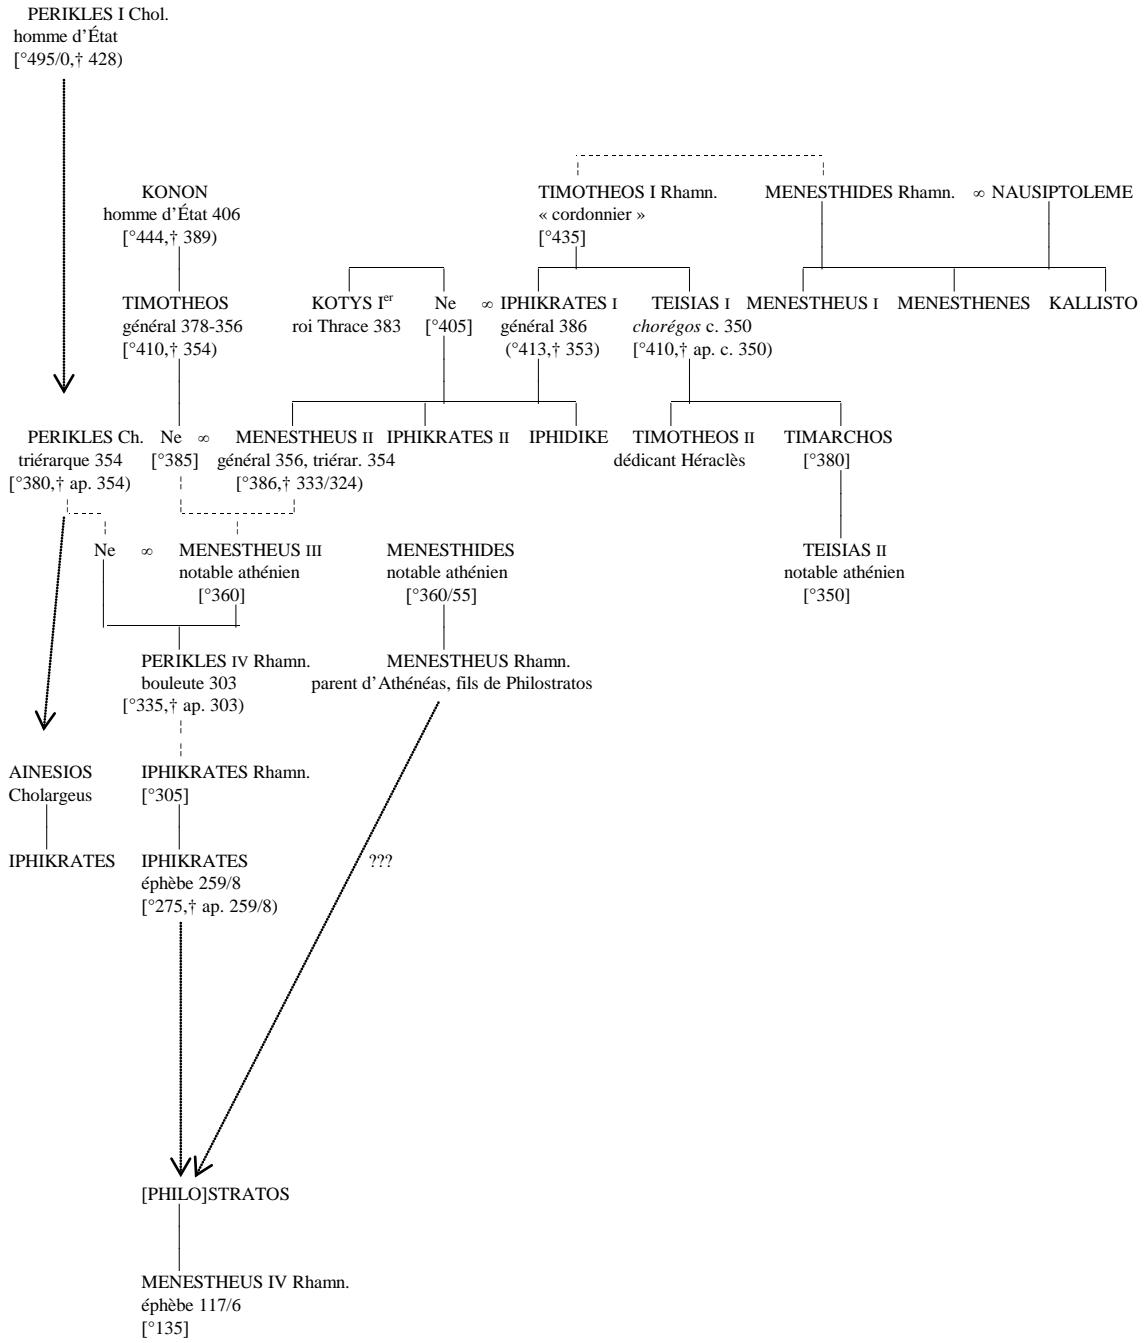 PERIKLES I Chol.
homme d'État
[°495/0,† 428)
KONON
homme d'État 406
[°444,† 389)
TIMOTHEOS I Rhamn.
« cordonnier »
[°435]
MENESTHIDES Rhamn. ∞ NAUSIPTOLEME
TIMOTHEOS
général 378-356
[°410,† 354)
KOTYS Ier
roi Thrace 383
Ne ∞
[°405]
IPHIKRATES I
général 386
(°413,† 353)
TEISIAS I
chorégos c. 350
[°410,† ap. c. 350)
MENESTHEUS I
MENESTHENES
KALLISTO
PERIKLES Ch.
triérarque 354
[°380,† ap. 354)
Ne ∞
[°385]
MENESTHEUS II
général 356, triérar. 354
[°386,† 333/324)
IPHIKRATES II
IPHIDIKE
TIMOTHEOS II
dédicant Héraclès
TIMARCHOS
[°380]
Ne ∞
MENESTHEUS III
notable athénien
[°360]
MENESTHIDES
notable athénien
[°360/55]
TEISIAS II
notable athénien
[°350]
PERIKLES IV Rhamn.
bouleute 303
[°335,† ap. 303)
MENESTHEUS Rhamn.
parent d'Athénéas, fils de Philostratos
AINESIOS
Cholargeus
IPHIKRATES Rhamn.
[°305]
IPHIKRATES
IPHIKRATES
éphèbe 259/8
[°275,† ap. 259/8)
???
[PHILO]STRATOS
MENESTHEUS IV Rhamn.
éphèbe 117/6
[°135]